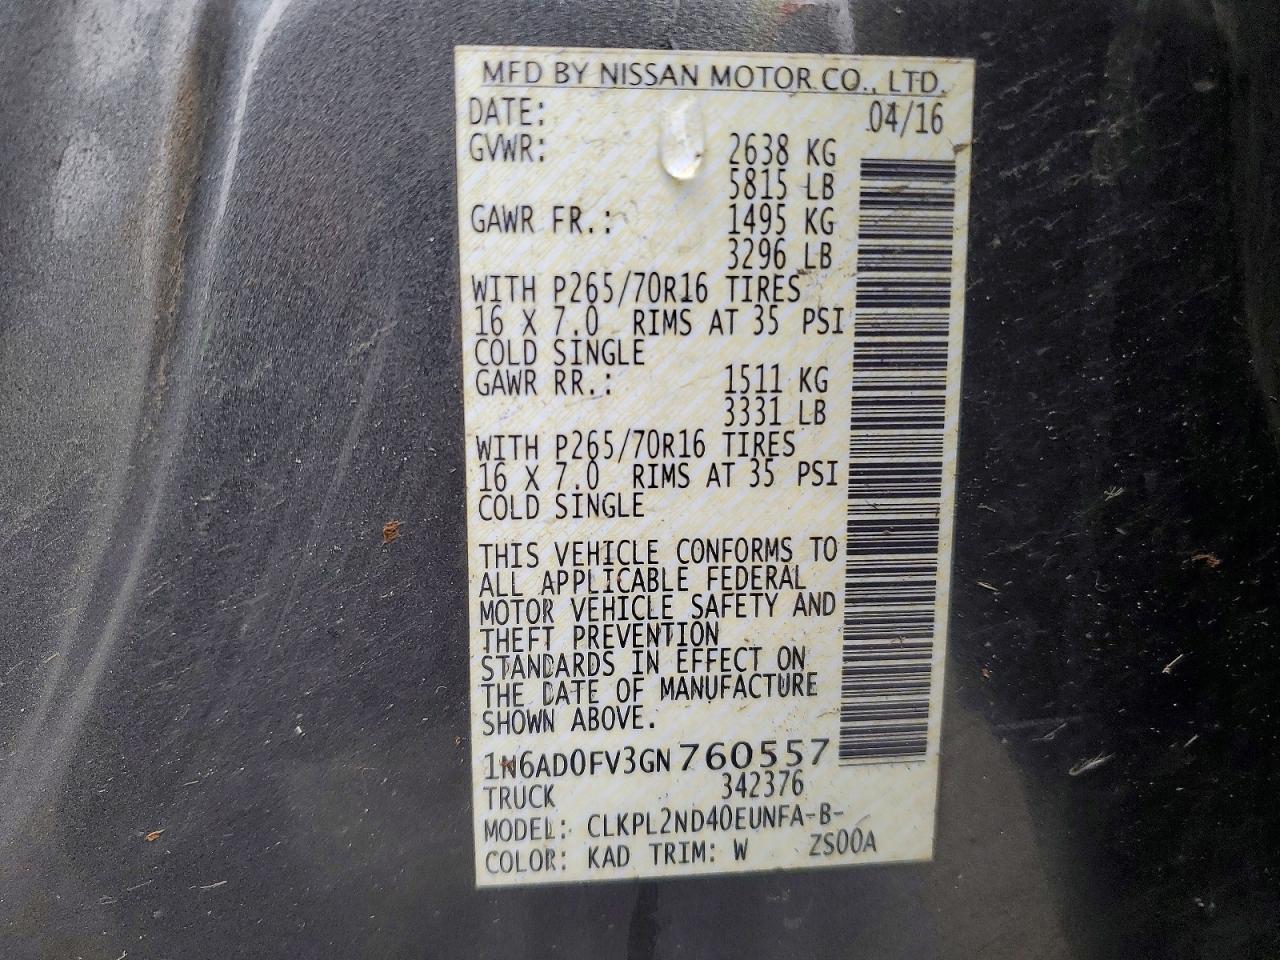 MFD BY NISSAN MOTOR CO., LTD.
DATE: 04/16
GVWR: 2638 KG
5815 LB
GAWR FR.: 1495 KG
3296 LB
WITH P265/70R16 TIRES
16 X 7.0 RIMS AT 35 PSI
COLD SINGLE
GAWR RR.: 1511 KG
3331 LB
WITH P265/70R16 TIRES
16 X 7.0 RIMS AT 35 PSI
COLD SINGLE
THIS VEHICLE CONFORMS TO
ALL APPLICABLE FEDERAL
MOTOR VEHICLE SAFETY AND
THEFT PREVENTION
STANDARDS IN EFFECT ON
THE DATE OF MANUFACTURE
SHOWN ABOVE.
1N6AD0FV3GN760557
TRUCK 342376
MODEL: CLKPL2ND40EUNFA-B-
COLOR: KAD TRIM: W ZS00A